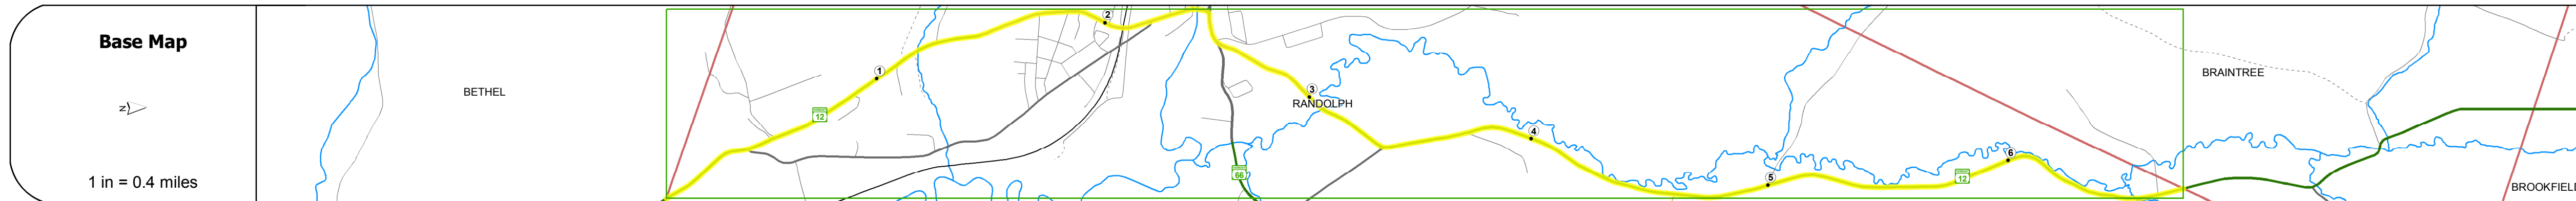 Base Map
N
1 in = 0.4 miles
BETHEL
1
12
2
3
RANDOLPH
66
4
5
6
12
BRAINTREE
BROOKFIELD